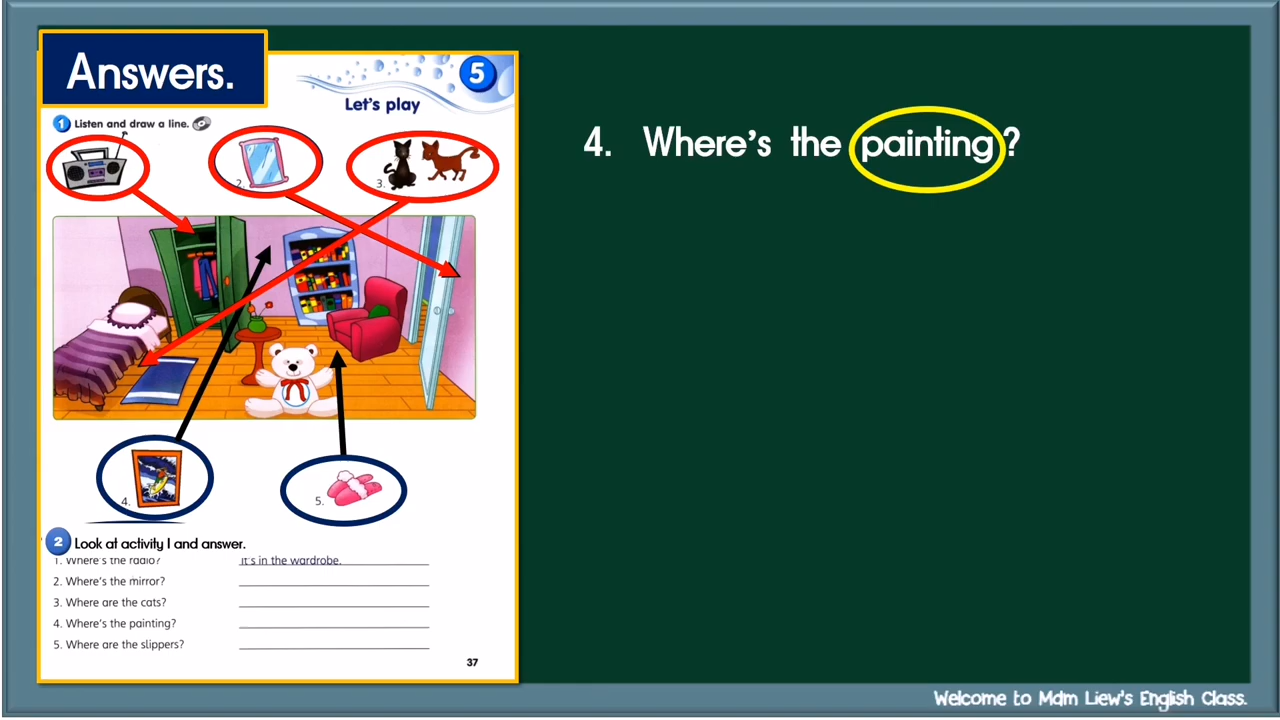 Answers.
5
Let's play
1 Listen and draw a line.
2.
3.
4.
5.
2 Look at activity 1 and answer.
1. Where's the radio? It's in the wardrobe.
2. Where's the mirror?
3. Where are the cats?
4. Where's the painting?
5. Where are the slippers?
37
4. Where's the painting?
Welcome to Mdm Liew's English Class.